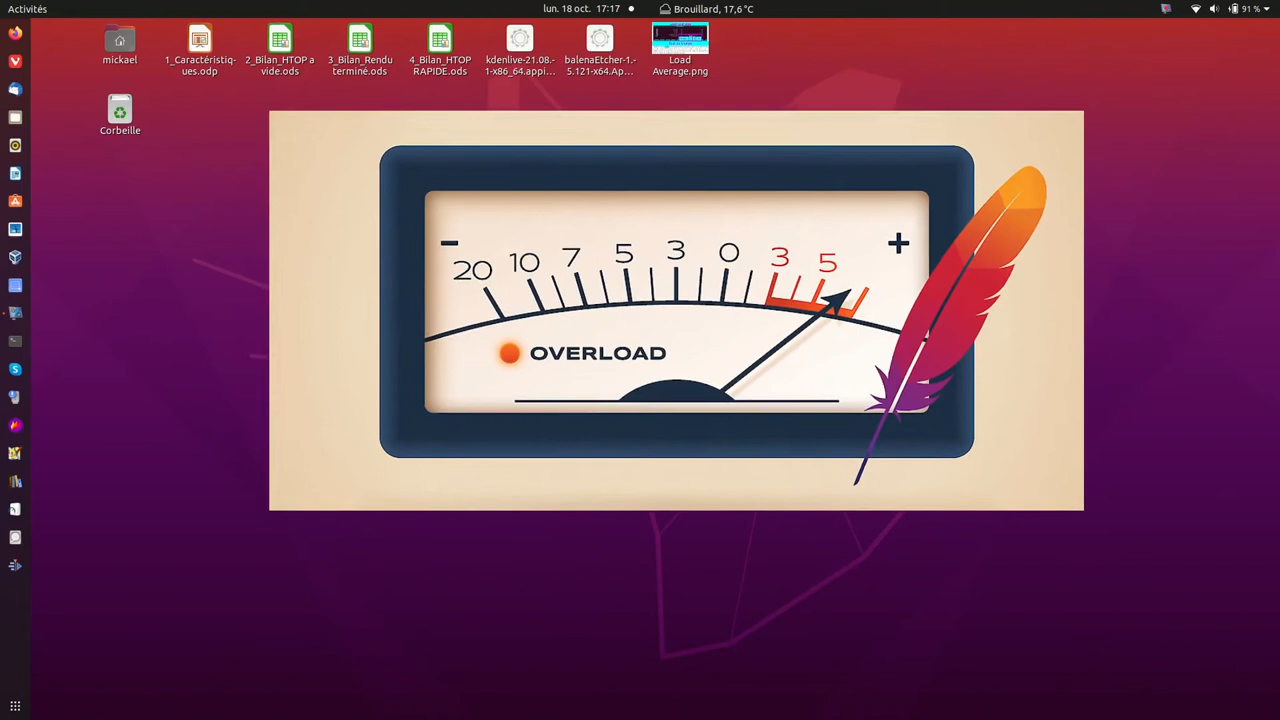 Activités
lun. 18 oct. 17:17
Brouillard, 17,6 °C
91 %
mickael
1_Caractéristiq-
ues.odp
2_Bilan_HTOP a
vide.ods
3_Bilan_Rendu
terminé.ods
4_Bilan_HTOP
RAPIDE.ods
kdenlive-21.08.-
1-x86_64.appi...
balenaEtcher-1.-
5.121-x64.Ap...
Load
Average.png
Corbeille
− 20 10 7 5 3 0 3 5 +
OVERLOAD